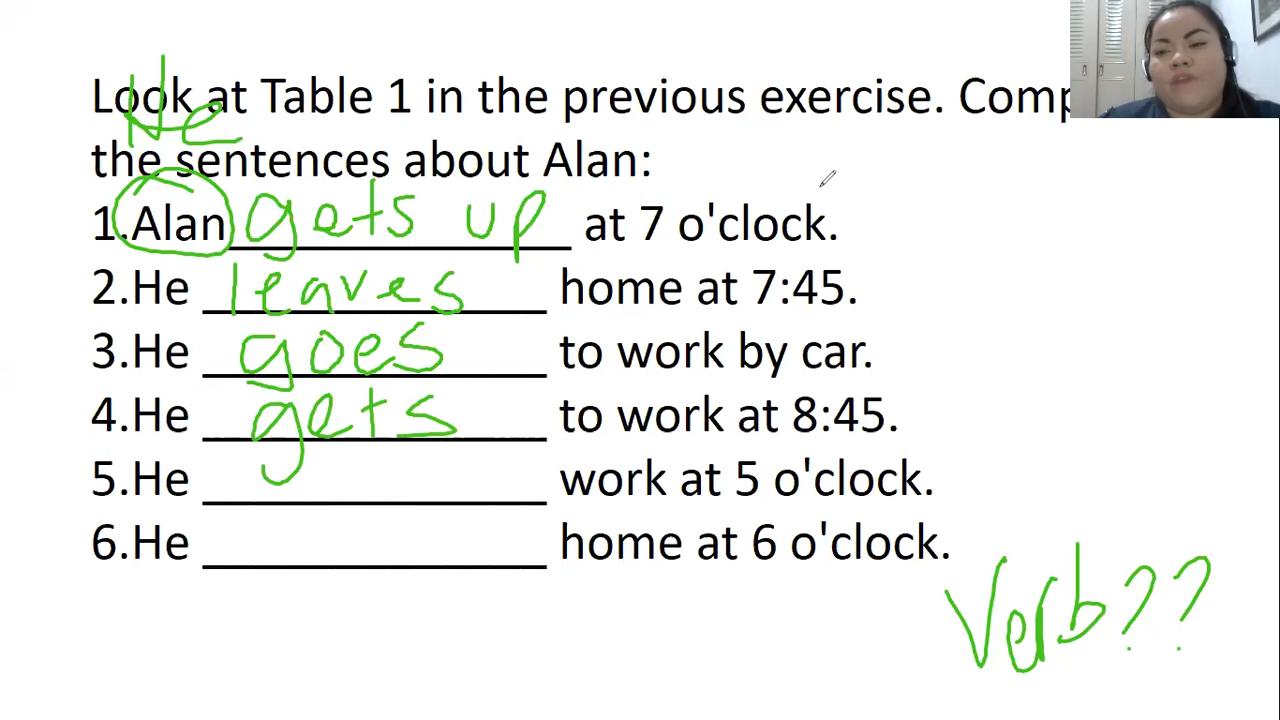 Look at Table 1 in the previous exercise. Comp
He
the sentences about Alan:
1.Alan gets up at 7 o'clock.
2.He leaves home at 7:45.
3.He goes to work by car.
4.He gets to work at 8:45.
5.He ______________ work at 5 o'clock.
6.He ______________ home at 6 o'clock.
Verb??